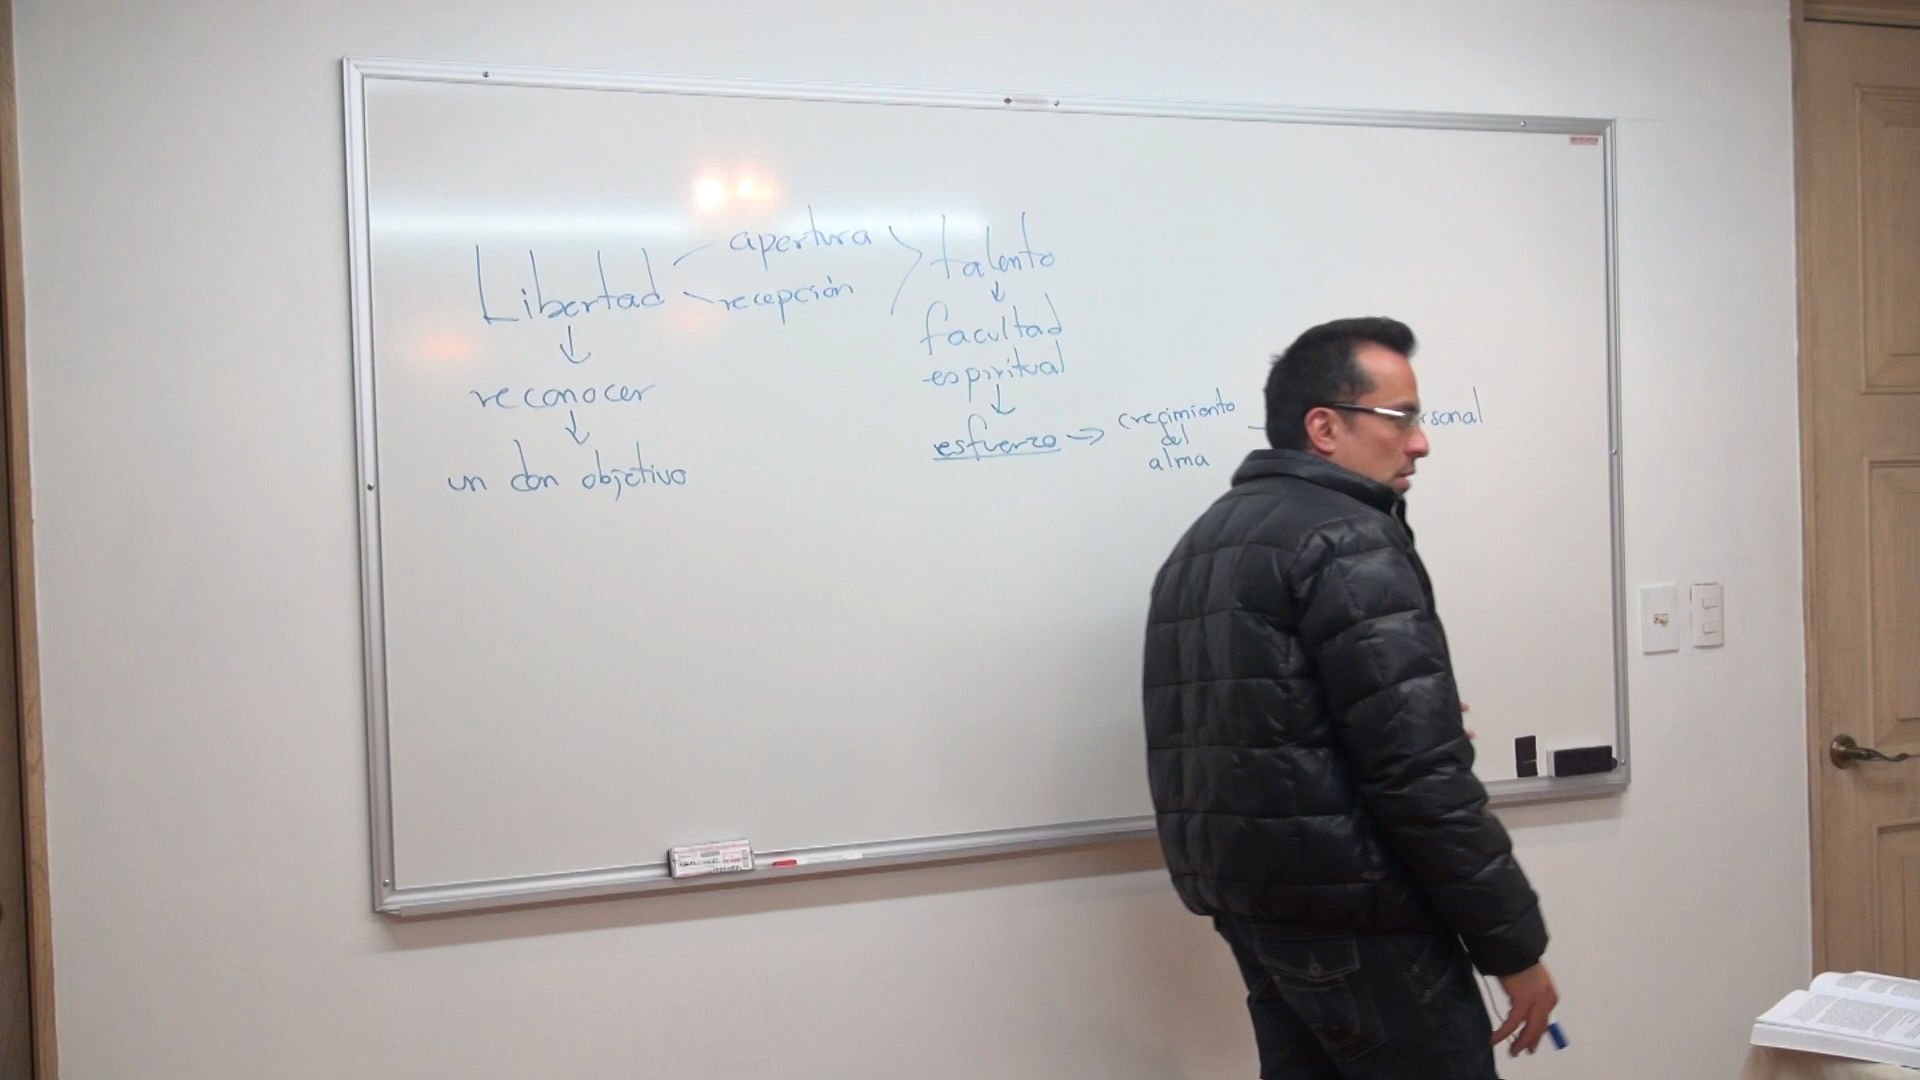 Libertad
apertura
recepción
reconocer
un don objetivo
talento
facultad
espiritual
esfuerzo
crecimiento
del
alma
rsonal